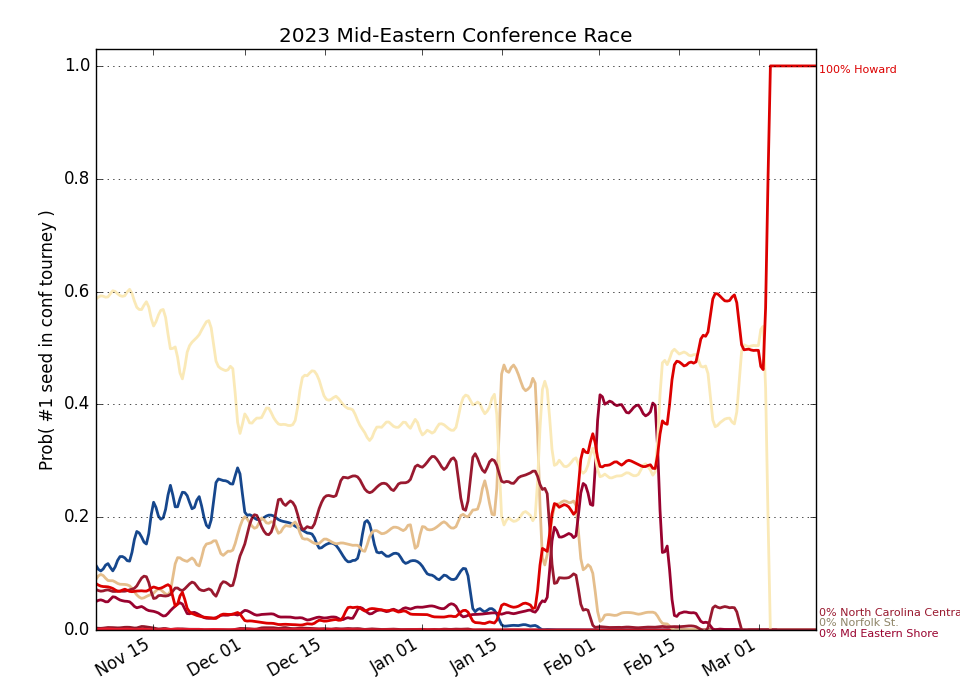 2023 Mid-Eastern Conference Race
Prob( #1 seed in conf tourney )
1.0
0.8
0.6
0.4
0.2
0.0
100% Howard
0% North Carolina Centra
0% Norfolk St.
0% Md Eastern Shore
Nov 15
Dec 01
Dec 15
Jan 01
Jan 15
Feb 01
Feb 15
Mar 01